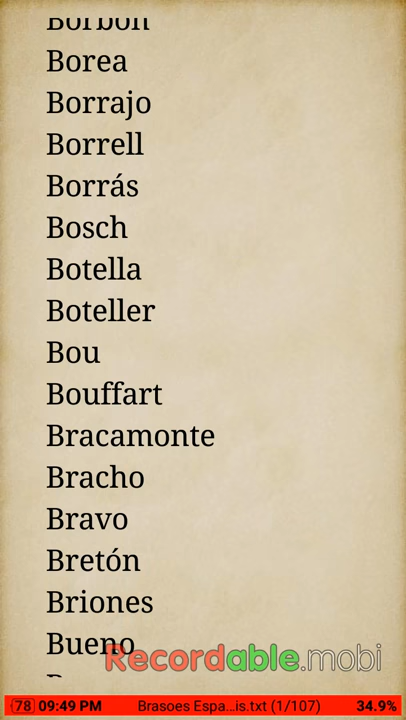 Borbón
Borea
Borrajo
Borrell
Borrás
Bosch
Botella
Boteller
Bou
Bouffart
Bracamonte
Bracho
Bravo
Bretón
Briones
Bueno
Recordable.mobi
78 09:49 PM Brasoes Espa...is.txt (1/107) 34.9%